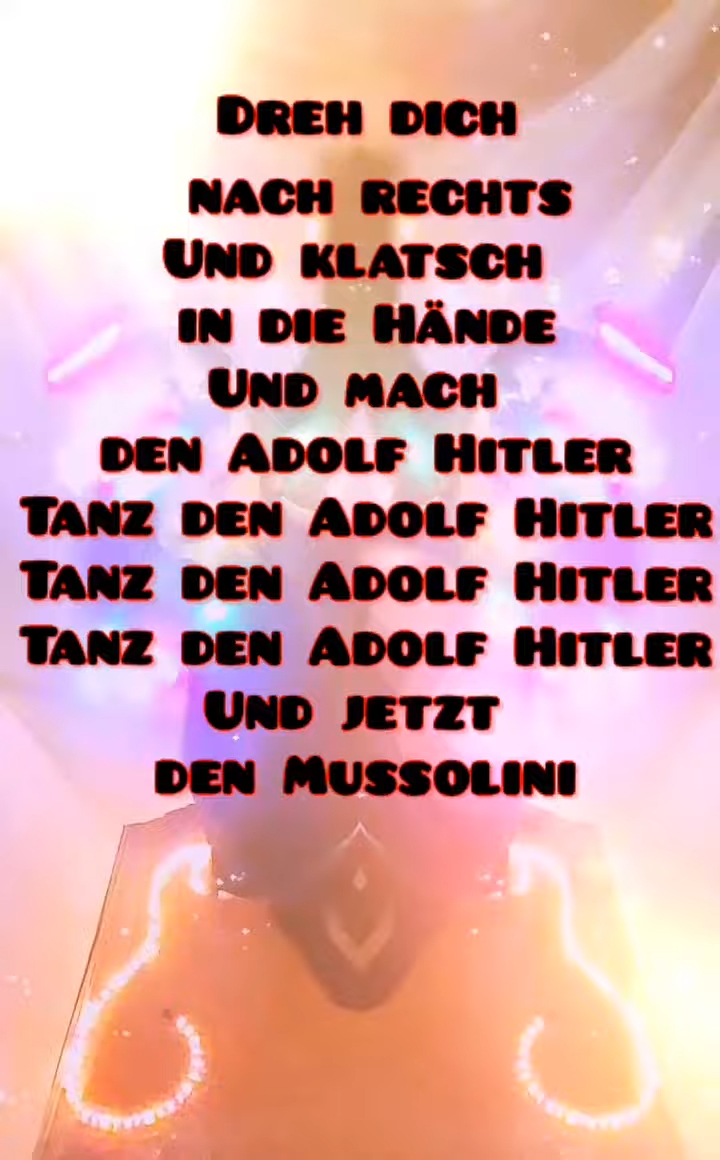 Dreh dich
nach rechts
Und klatsch
in die Hände
Und mach
den Adolf Hitler
Tanz den Adolf Hitler
Tanz den Adolf Hitler
Tanz den Adolf Hitler
Und jetzt
den Mussolini